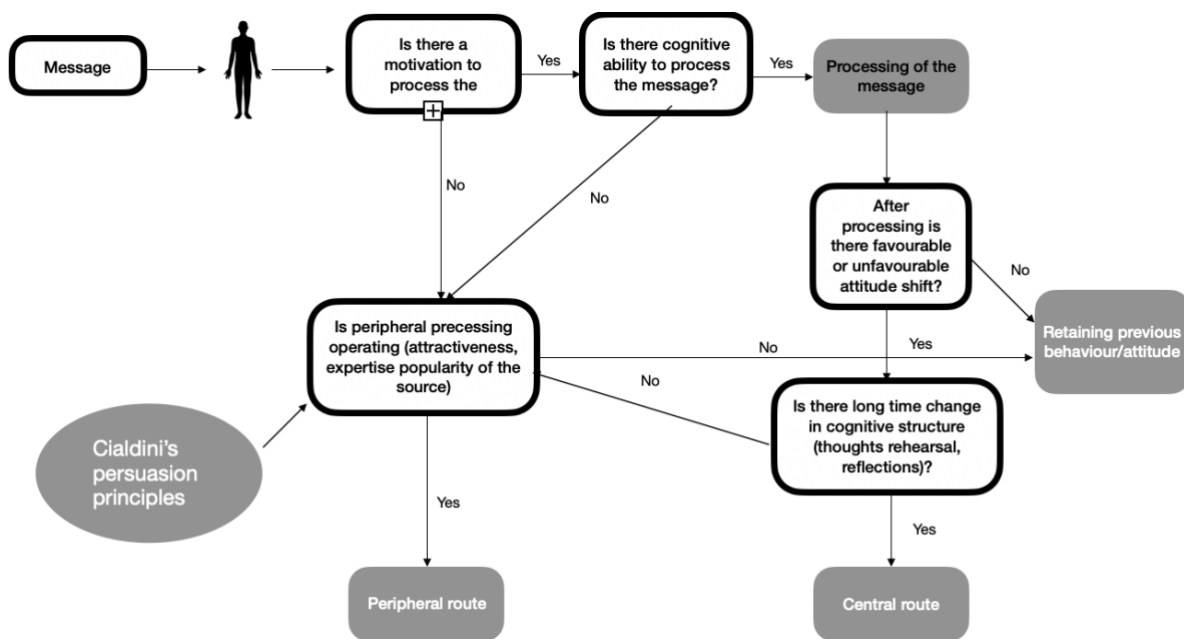 Message
Is there a
motivation to
process the
Yes
Is there cognitive
ability to process
the message?
Yes
Processing of the
message
No
No
After
processing is
there favourable
or unfavourable
attitude shift?
No
Is peripheral precessing
operating (attractiveness,
expertise popularity of the
source)
No
Yes
Retaining previous
behaviour/attitude
No
Is there long time change
in cognitive structure
(thoughts rehearsal,
reflections)?
Cialdini's
persuasion
principles
Yes
Yes
Peripheral route
Central route